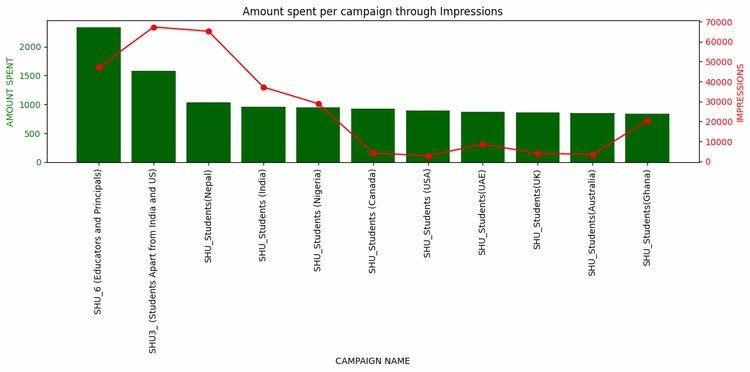 Amount spent per campaign through Impressions
AMOUNT SPENT
2000
1500
1000
500
0
70000
60000
50000
40000
30000
20000
10000
0
IMPRESSIONS
SHU_6 (Educators and Principals)
SHU3_ (Students Apart from India and US)
SHU_Students(Nepal)
SHU_Students (India)
SHU_Students (Nigeria)
SHU_Students (Canada)
SHU_Students (USA)
SHU_Students(UAE)
SHU_Students(UK)
SHU_Students(Australia)
SHU_Students(Ghana)
CAMPAIGN NAME